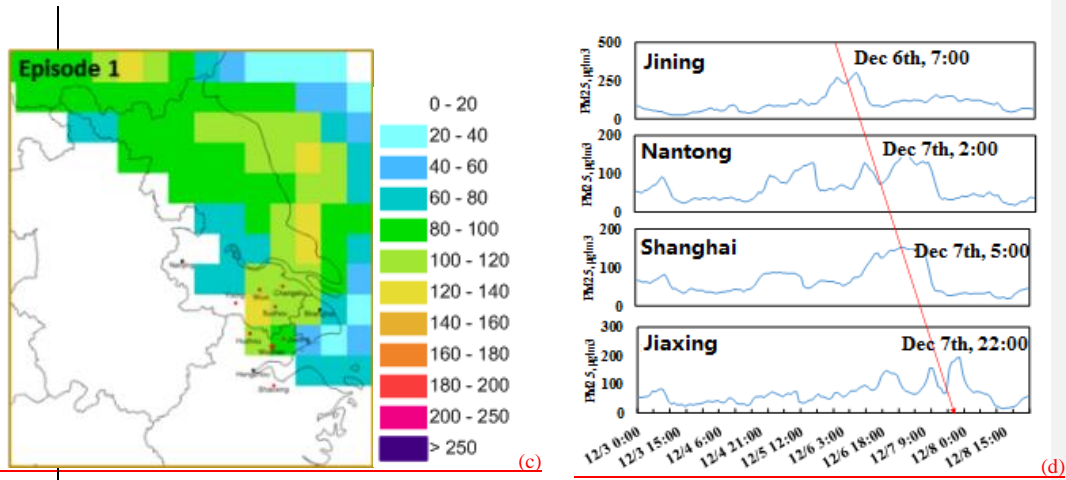 Episode 1
0 - 20
20 - 40
40 - 60
60 - 80
80 - 100
100 - 120
120 - 140
140 - 160
160 - 180
180 - 200
200 - 250
> 250
Shanghai
Hangzhou
Shaoxing
(c)
PM2.5, μg/m3
500
250
0
Jining
Dec 6th, 7:00
PM2.5, μg/m3
200
100
0
Nantong
Dec 7th, 2:00
PM2.5, μg/m3
200
100
0
Shanghai
Dec 7th, 5:00
PM2.5, μg/m3
300
200
100
0
Jiaxing
Dec 7th, 22:00
12/3 0:00
12/3 15:00
12/4 6:00
12/4 21:00
12/5 12:00
12/6 3:00
12/6 18:00
12/7 9:00
12/8 0:00
12/8 15:00
(d)